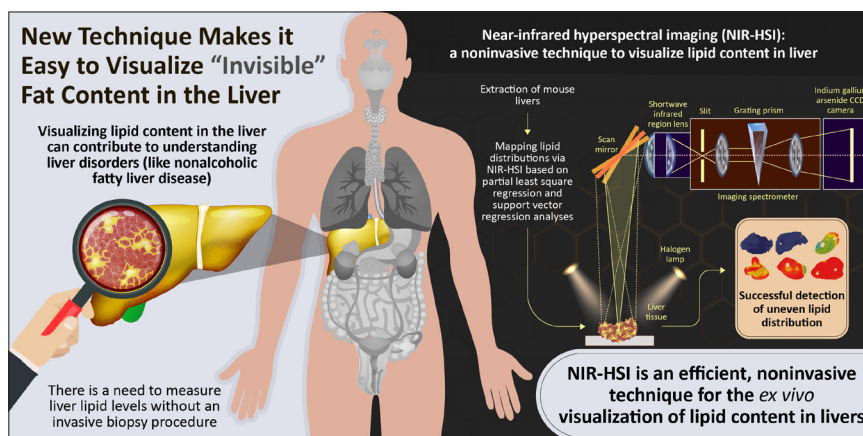 New Technique Makes it
Easy to Visualize “Invisible”
Fat Content in the Liver
Visualizing lipid content in the liver
can contribute to understanding
liver disorders (like nonalcoholic
fatty liver disease)
There is a need to measure
liver lipid levels without an
invasive biopsy procedure
Near-infrared hyperspectral imaging (NIR-HSI):
a noninvasive technique to visualize lipid content in liver
Extraction of mouse
livers
Mapping lipid
distributions via
NIR-HSI based on
partial least square
regression and
support vector
regression analyses
Scan
mirror
Shortwave
infrared
region lens
Slit
Grating prism
Indium gallium
arsenide CCD
camera
Imaging spectrometer
Halogen
lamp
Liver
tissue
Successful detection
of uneven lipid
distribution
NIR-HSI is an efficient, noninvasive
technique for the ex vivo
visualization of lipid content in livers